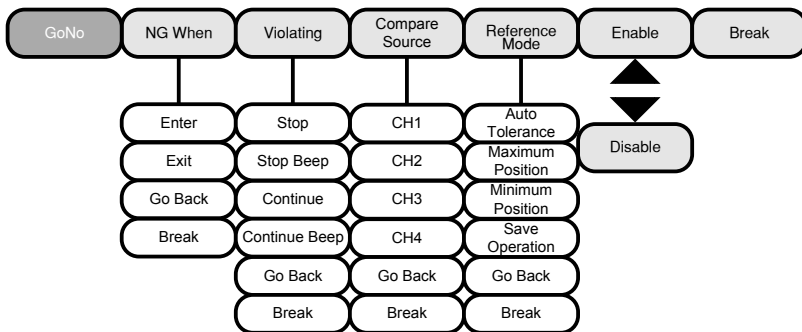 GoNo
NG When
Violating
Compare
Source
Reference
Mode
Enable
Break
Enter
Exit
Go Back
Break
Stop
Stop Beep
Continue
Continue Beep
Go Back
Break
CH1
CH2
CH3
CH4
Go Back
Break
Auto
Tolerance
Maximum
Position
Minimum
Position
Save
Operation
Go Back
Break
Disable